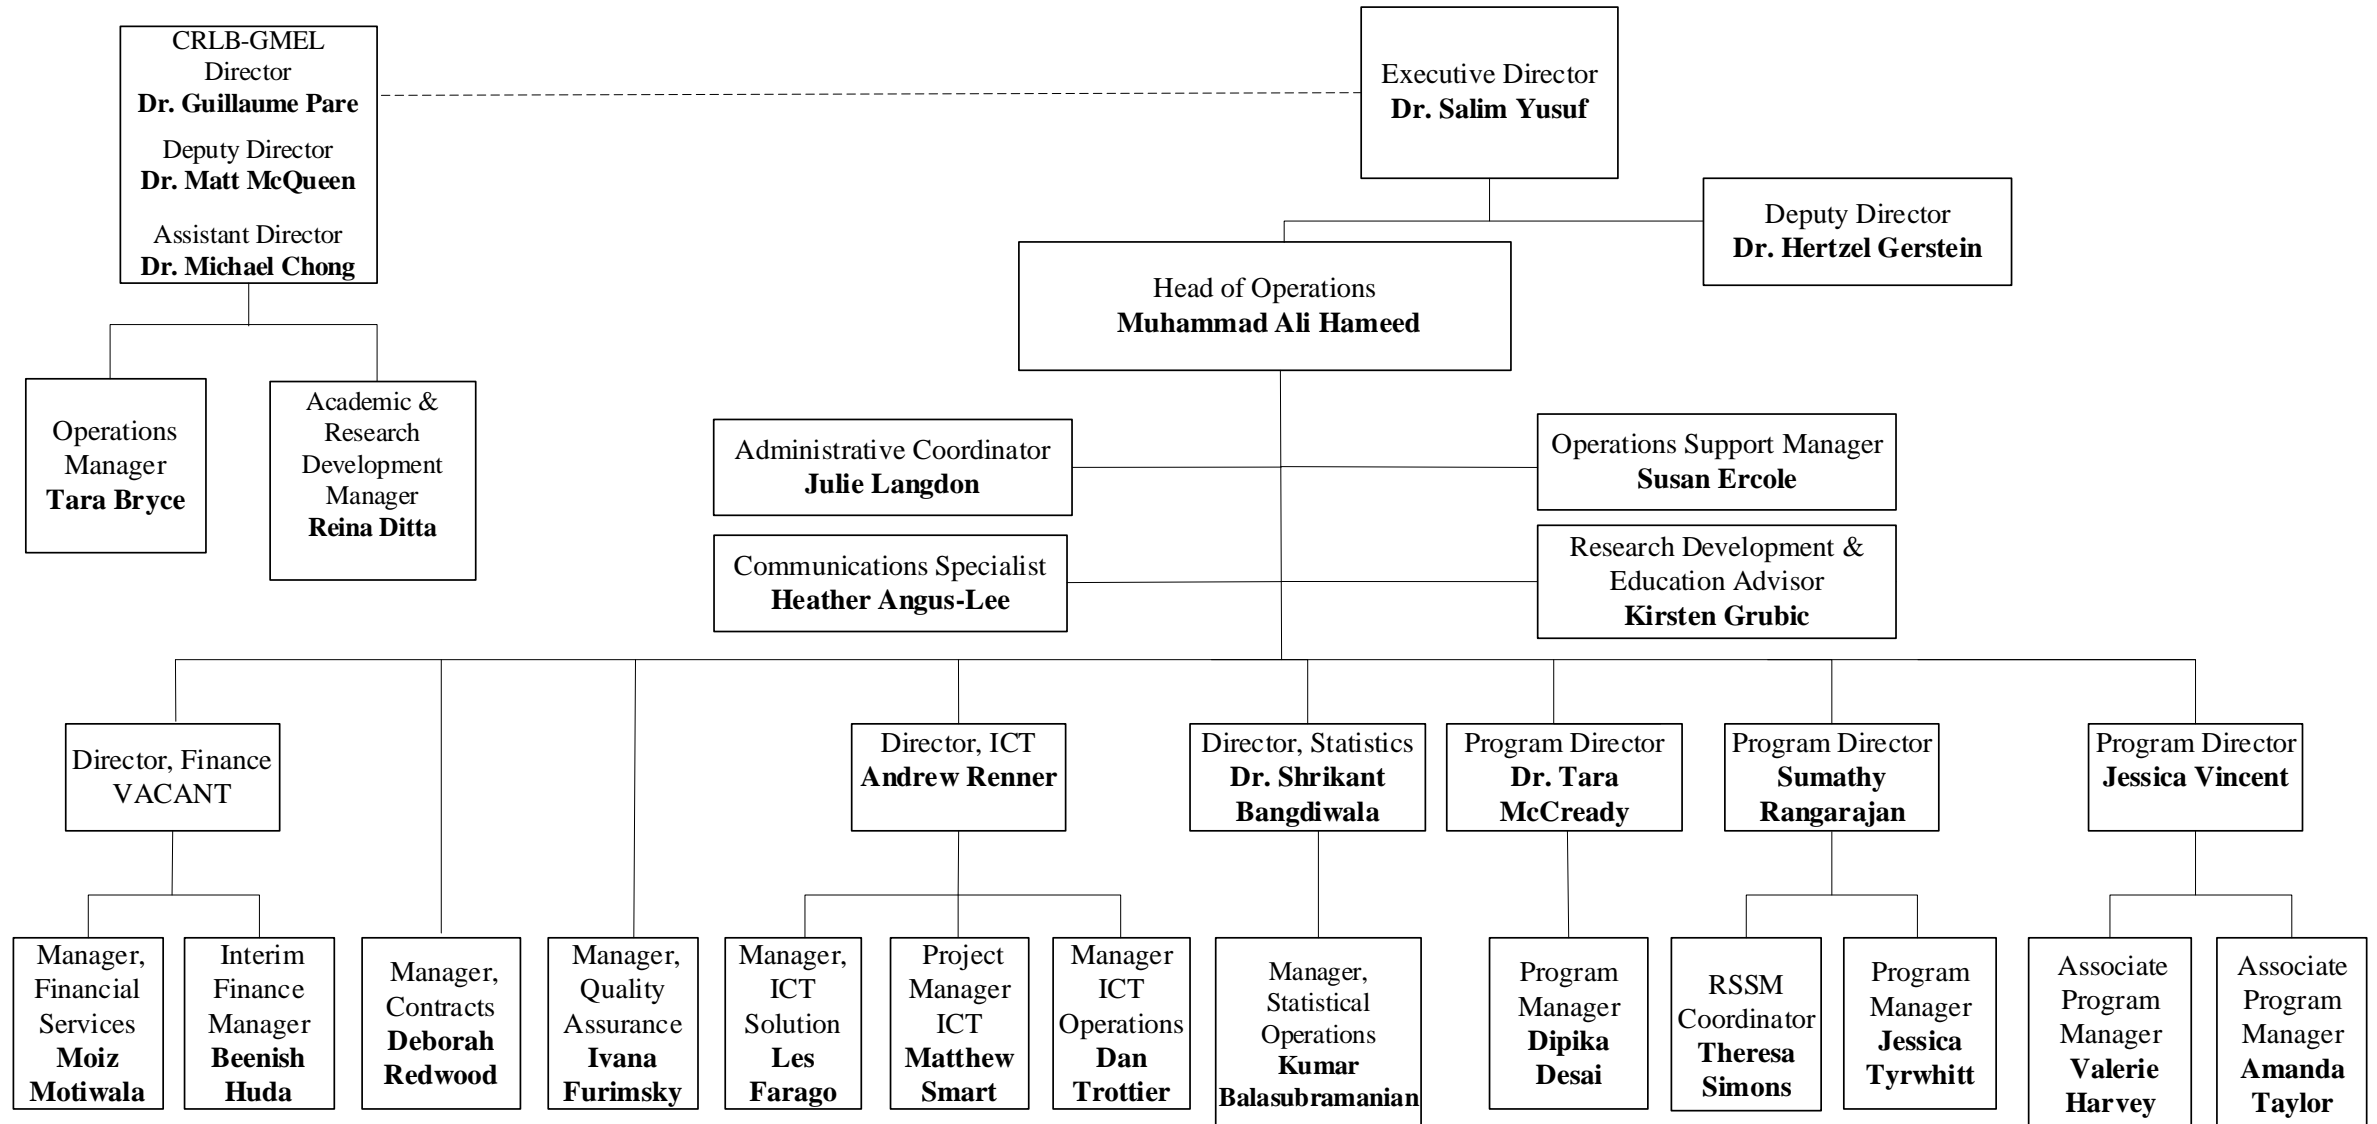 CRLB-GMEL
Director
Dr. Guillaume Pare
Deputy Director
Dr. Matt McQueen
Assistant Director
Dr. Michael Chong
Executive Director
Dr. Salim Yusuf
Deputy Director
Dr. Hertzel Gerstein
Head of Operations
Muhammad Ali Hameed
Operations
Manager
Tara Bryce
Academic &
Research
Development
Manager
Reina Ditta
Administrative Coordinator
Julie Langdon
Operations Support Manager
Susan Ercole
Communications Specialist
Heather Angus-Lee
Research Development &
Education Advisor
Kirsten Grubic
Director, Finance
VACANT
Director, ICT
Andrew Renner
Director, Statistics
Dr. Shrikant
Bangdiwala
Program Director
Dr. Tara
McCready
Program Director
Sumathy
Rangarajan
Program Director
Jessica Vincent
Manager,
Financial
Services
Moiz
Motiwala
Interim
Finance
Manager
Beenish
Huda
Manager,
Contracts
Deborah
Redwood
Manager,
Quality
Assurance
Ivana
Furimsky
Manager,
ICT
Solution
Les
Farago
Project
Manager
ICT
Matthew
Smart
Manager
ICT
Operations
Dan
Trottier
Manager,
Statistical
Operations
Kumar
Balasubramanian
Program
Manager
Dipika
Desai
RSSM
Coordinator
Theresa
Simons
Program
Manager
Jessica
Tyrwhitt
Associate
Program
Manager
Valerie
Harvey
Associate
Program
Manager
Amanda
Taylor